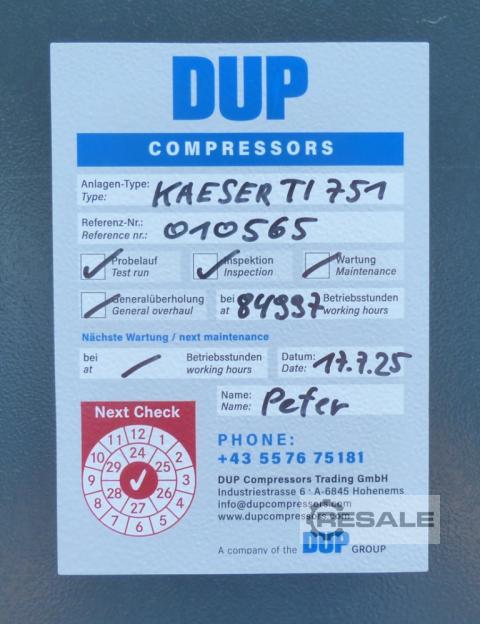 DUP
COMPRESSORS
Anlagen-Type: KAESER TI 751
Type:
Referenz-Nr.: 010565
Reference nr.:
Probelauf Inspektion Wartung
Test run Inspection Maintenance
Generalüberholung bei 84997 Betriebsstunden
General overhaul at working hours
Nächste Wartung / next maintenance
bei Betriebsstunden Datum: 17.7.25
at working hours Date:
Name: Peter
Name:
Next Check
11 12 1
10 24 2
29 25
9 3
28 26
8 27 4
7 6 5
PHONE:
+43 5576 75181
DUP Compressors Trading GmbH
Industriestrasse 6 · A-6845 Hohenems
info@dupcompressors.com
www.dupcompressors.com
RESALE
A company of the DUP GROUP